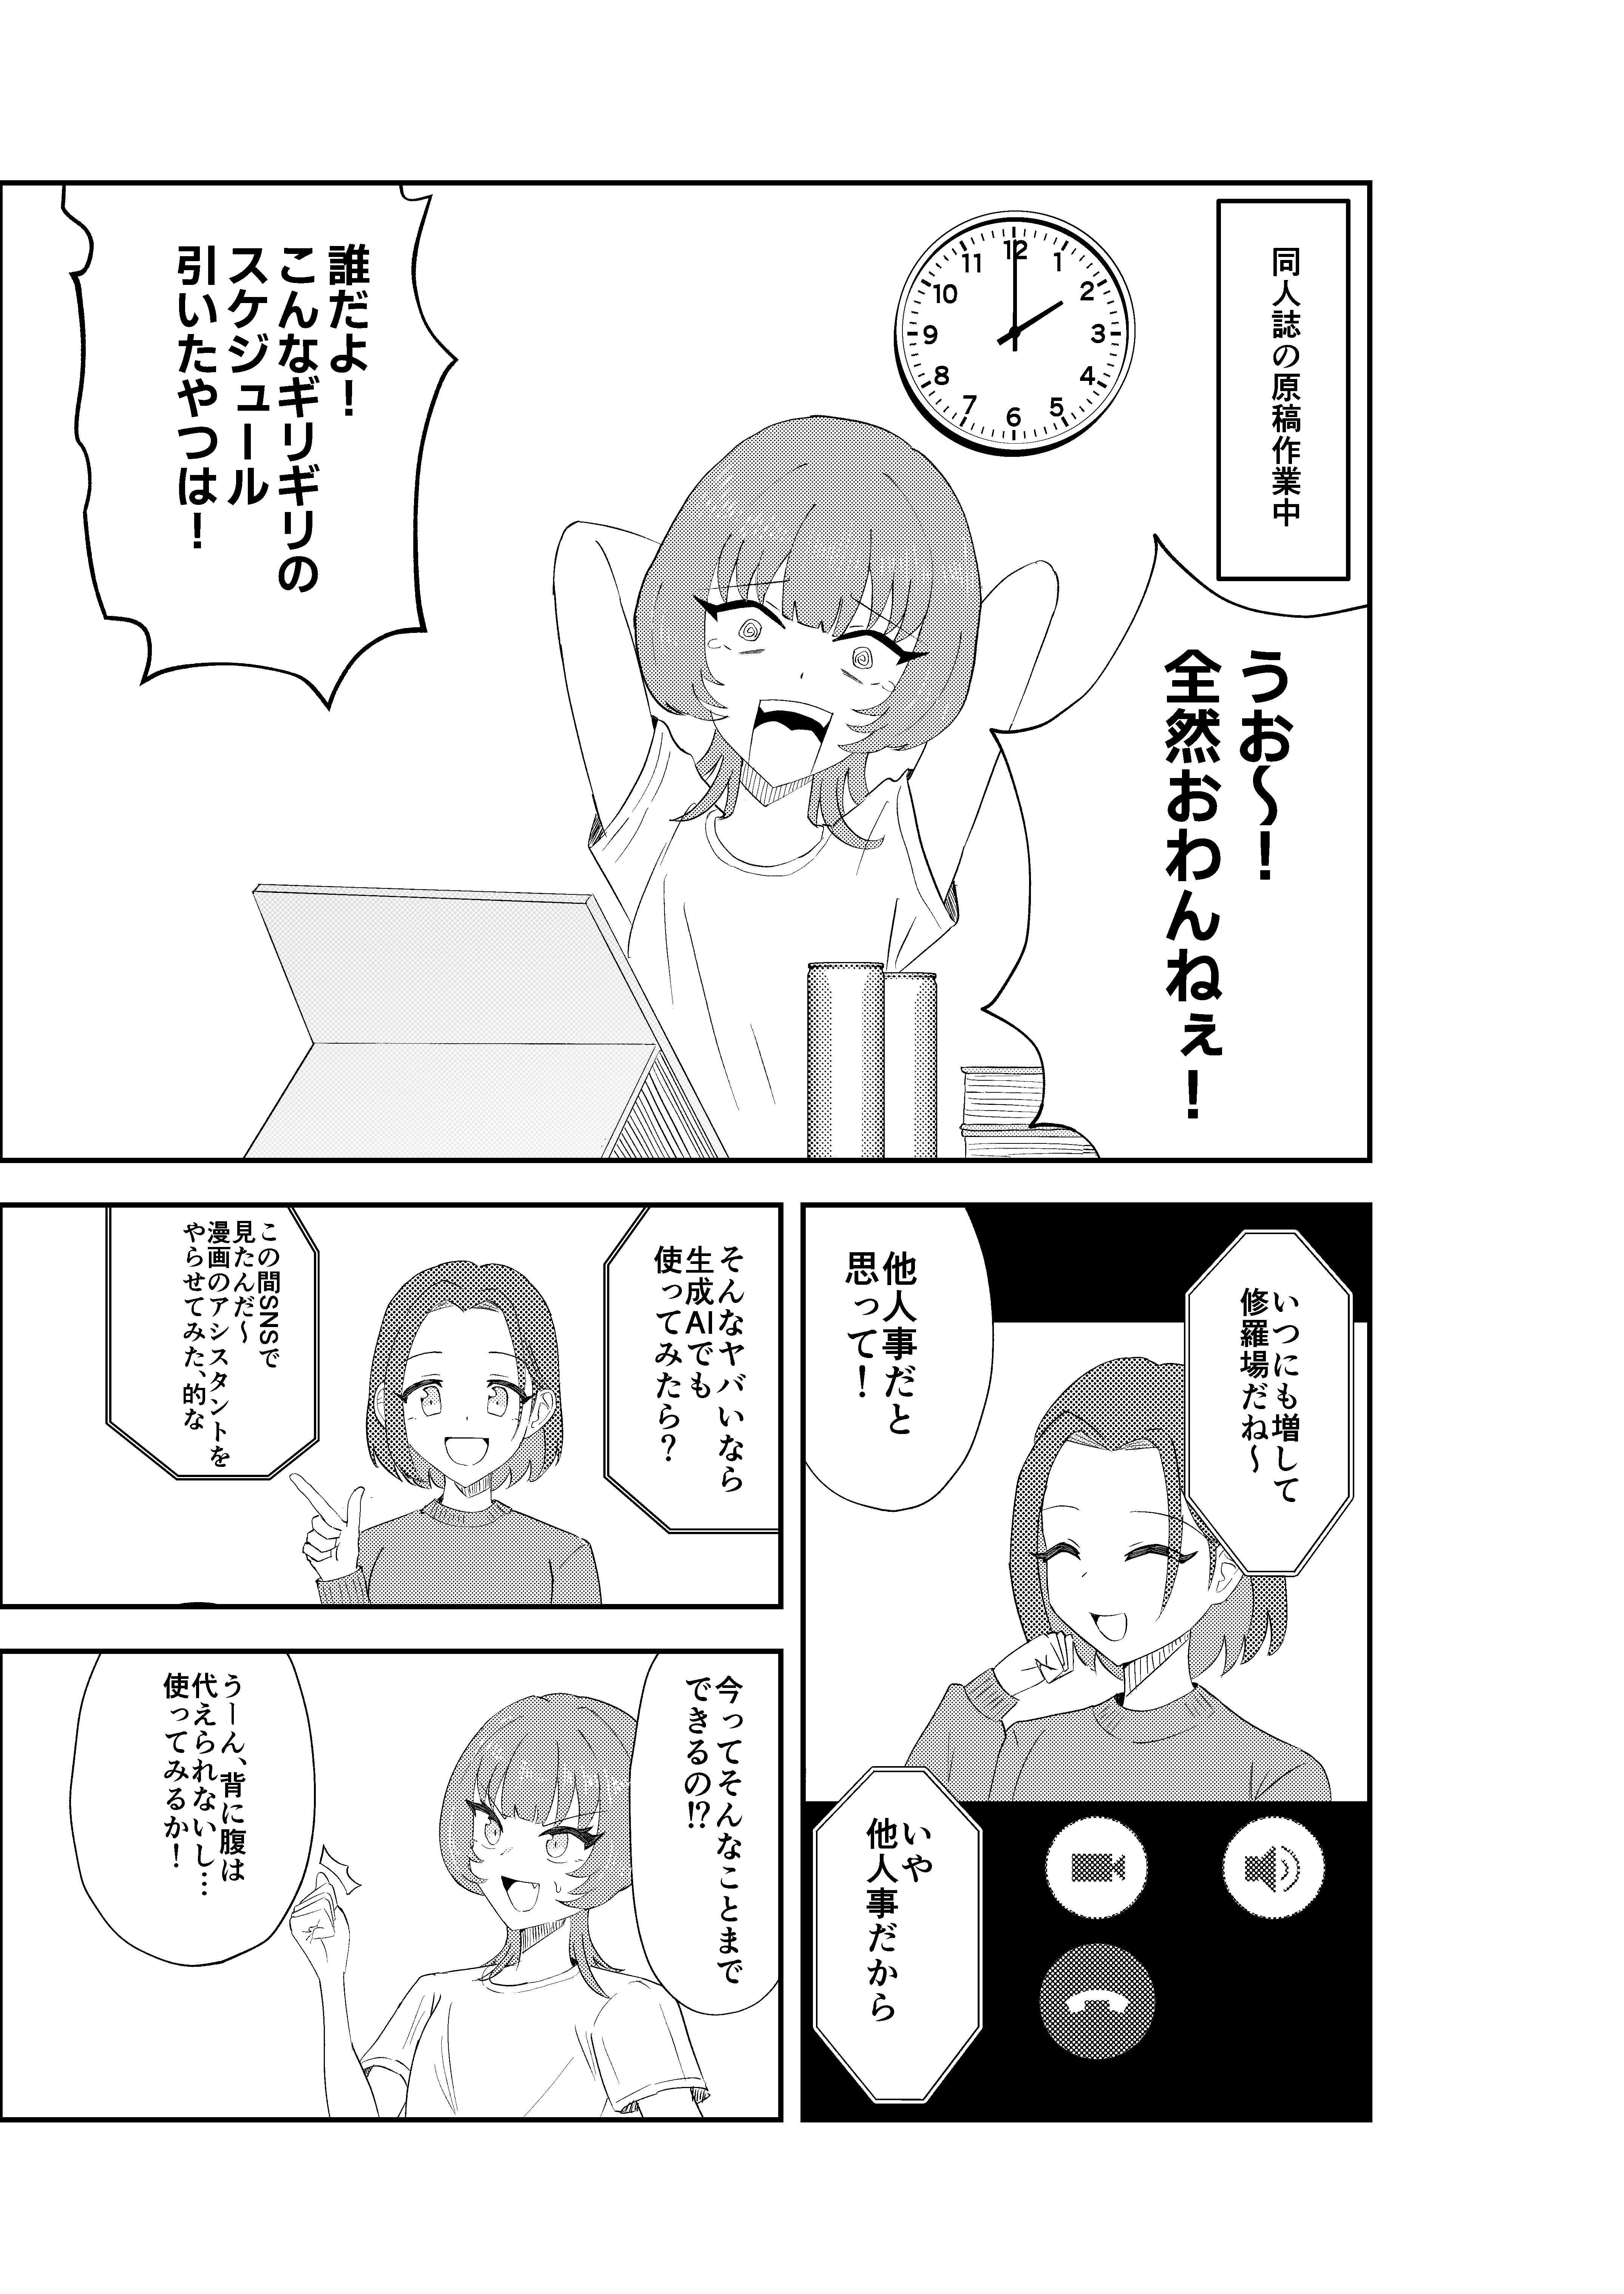 同人誌の原稿作業中
うお〜！
全然おわんねぇ！
誰だよ！
こんなギリギリの
スケジュール
引いたやつは！
12
1
2
3
4
5
6
7
8
9
10
11
いつにも増して
修羅場だね〜
他人事だと
思って！
いや
他人事だから
そんなヤバいなら
生成AIでも
使ってみたら？
この間SNSで
見たんだ〜
漫画のアシスタントを
やらせてみた、的な
今ってそんなことまで
できるの!?
うーん、背に腹は
代えられないし…
使ってみるか！